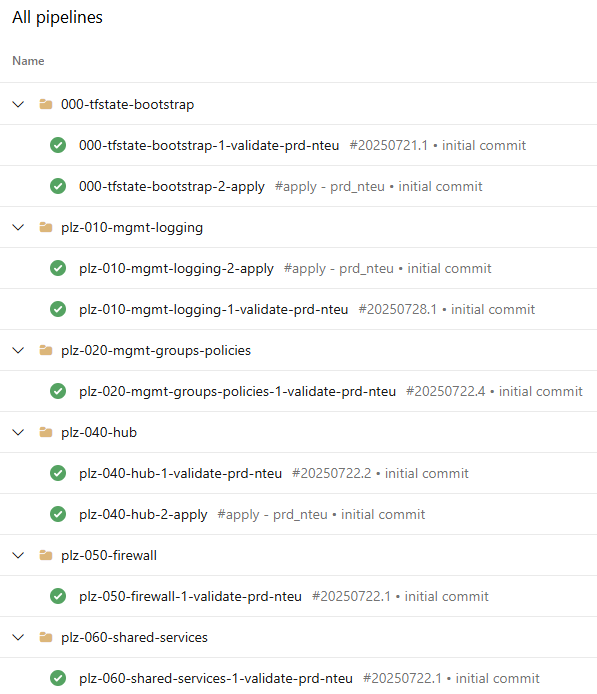 All pipelines
Name
000-tfstate-bootstrap
000-tfstate-bootstrap-1-validate-prd-nteu #20250721.1 • initial commit
000-tfstate-bootstrap-2-apply #apply - prd_nteu • initial commit
plz-010-mgmt-logging
plz-010-mgmt-logging-2-apply #apply - prd_nteu • initial commit
plz-010-mgmt-logging-1-validate-prd-nteu #20250728.1 • initial commit
plz-020-mgmt-groups-policies
plz-020-mgmt-groups-policies-1-validate-prd-nteu #20250722.4 • initial commit
plz-040-hub
plz-040-hub-1-validate-prd-nteu #20250722.2 • initial commit
plz-040-hub-2-apply #apply - prd_nteu • initial commit
plz-050-firewall
plz-050-firewall-1-validate-prd-nteu #20250722.1 • initial commit
plz-060-shared-services
plz-060-shared-services-1-validate-prd-nteu #20250722.1 • initial commit